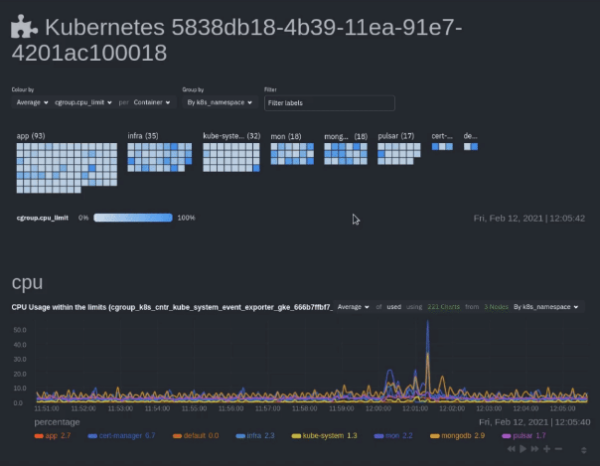 Kubernetes 5838db18-4b39-11ea-91e7-
4201ac100018
Colour by
Group by
Filter
Average cgroup.cpu_limit per Container By k8s_namespace Filter labels
app (93) infra (35) kube-syste... (32) mon (18) mong... (18) pulsar (17) cert-... de...
cgroup.cpu_limit 0% 100% Fri, Feb 12, 2021 | 12:05:42
cpu
CPU Usage within the limits (cgroup_k8s_cntr_kube_system_event_exporter_gke_666b7ffbf7_ Average of used using 221 Charts from 3 Nodes By k8s_namespace
50.0
40.0
30.0
20.0
10.0
0.0
11:51:00 11:52:00 11:53:00 11:54:00 11:55:00 11:56:00 11:57:00 11:58:00 11:59:00 12:00:00 12:01:00 12:02:00 12:03:00 12:04:00 12:05:00
percentage Fri, Feb 12, 2021 | 12:05:40
app 2.7 cert-manager 5.7 default 0.0 infra 2.3 kube-system 1.3 mon 2.2 mongodb 2.9 pulsar 1.7